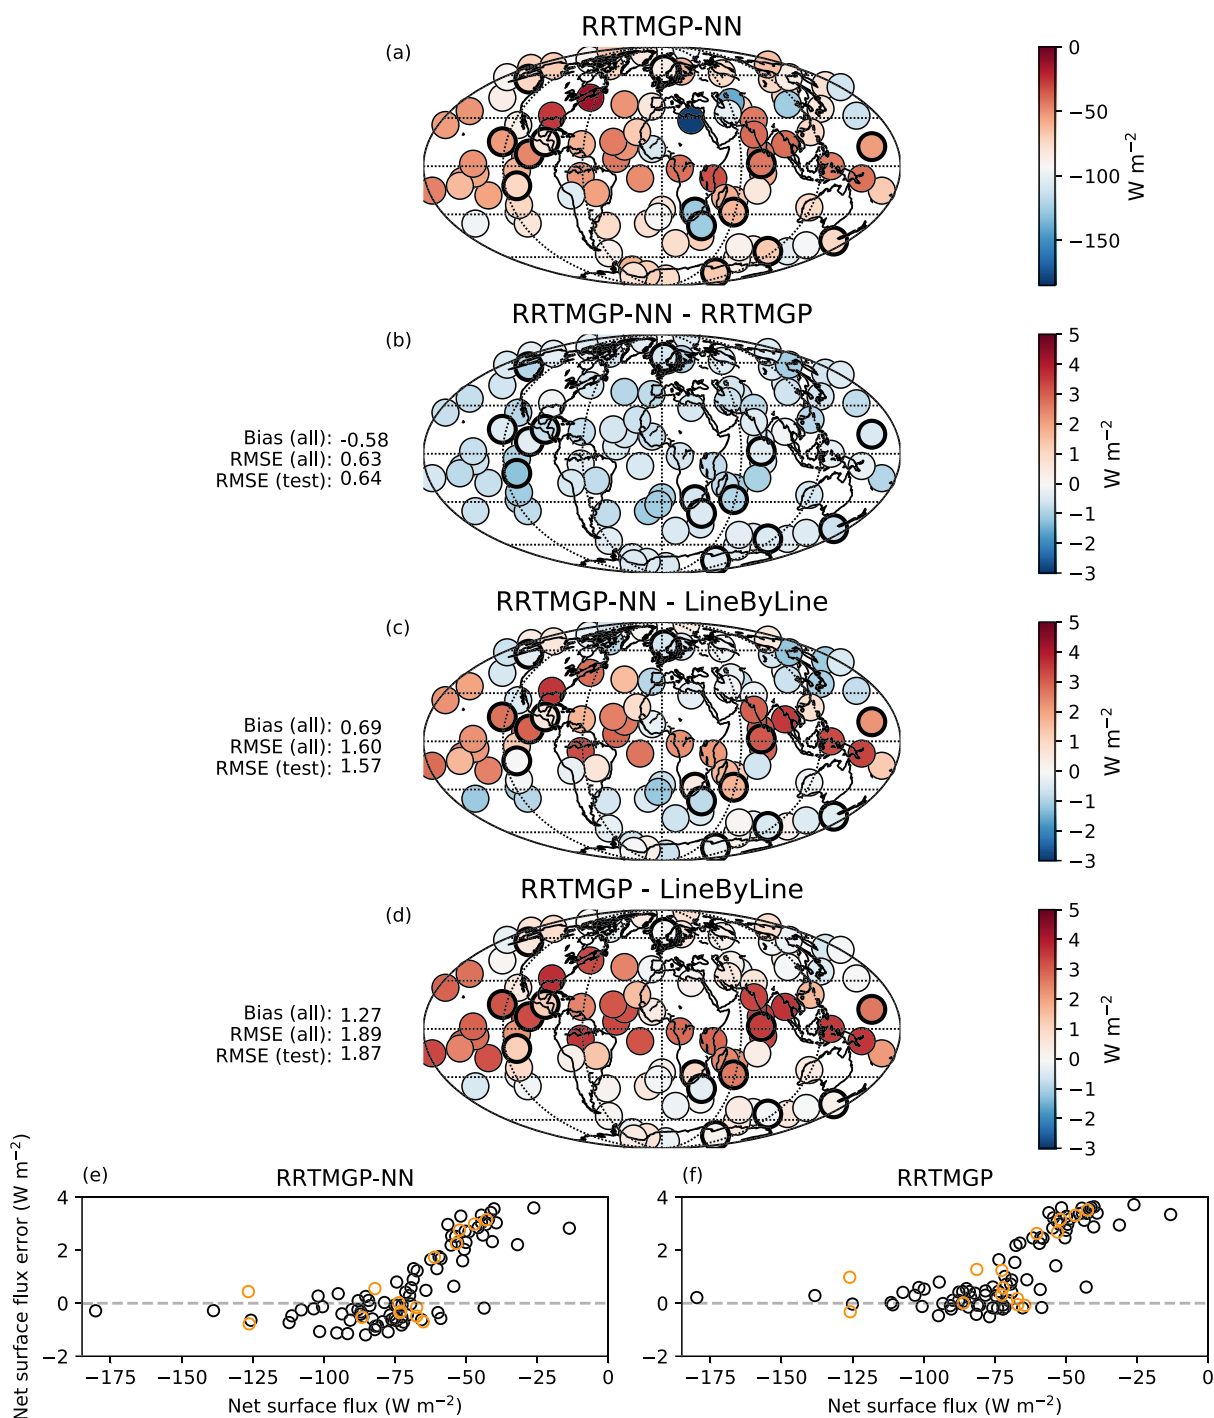 RRTMGP-NN
(a)
0
−50
−100
−150
W m−2
RRTMGP-NN - RRTMGP
(b)
Bias (all): -0.58
RMSE (all): 0.63
RMSE (test): 0.64
5
4
3
2
1
0
−1
−2
−3
W m−2
RRTMGP-NN - LineByLine
(c)
Bias (all): 0.69
RMSE (all): 1.60
RMSE (test): 1.57
5
4
3
2
1
0
−1
−2
−3
W m−2
RRTMGP - LineByLine
(d)
Bias (all): 1.27
RMSE (all): 1.89
RMSE (test): 1.87
5
4
3
2
1
0
−1
−2
−3
W m−2
(e) RRTMGP-NN
Net surface flux error (W m−2)
4
2
0
−2
−175 −150 −125 −100 −75 −50 −25 0
Net surface flux (W m−2)
(f) RRTMGP
4
2
0
−2
−175 −150 −125 −100 −75 −50 −25 0
Net surface flux (W m−2)